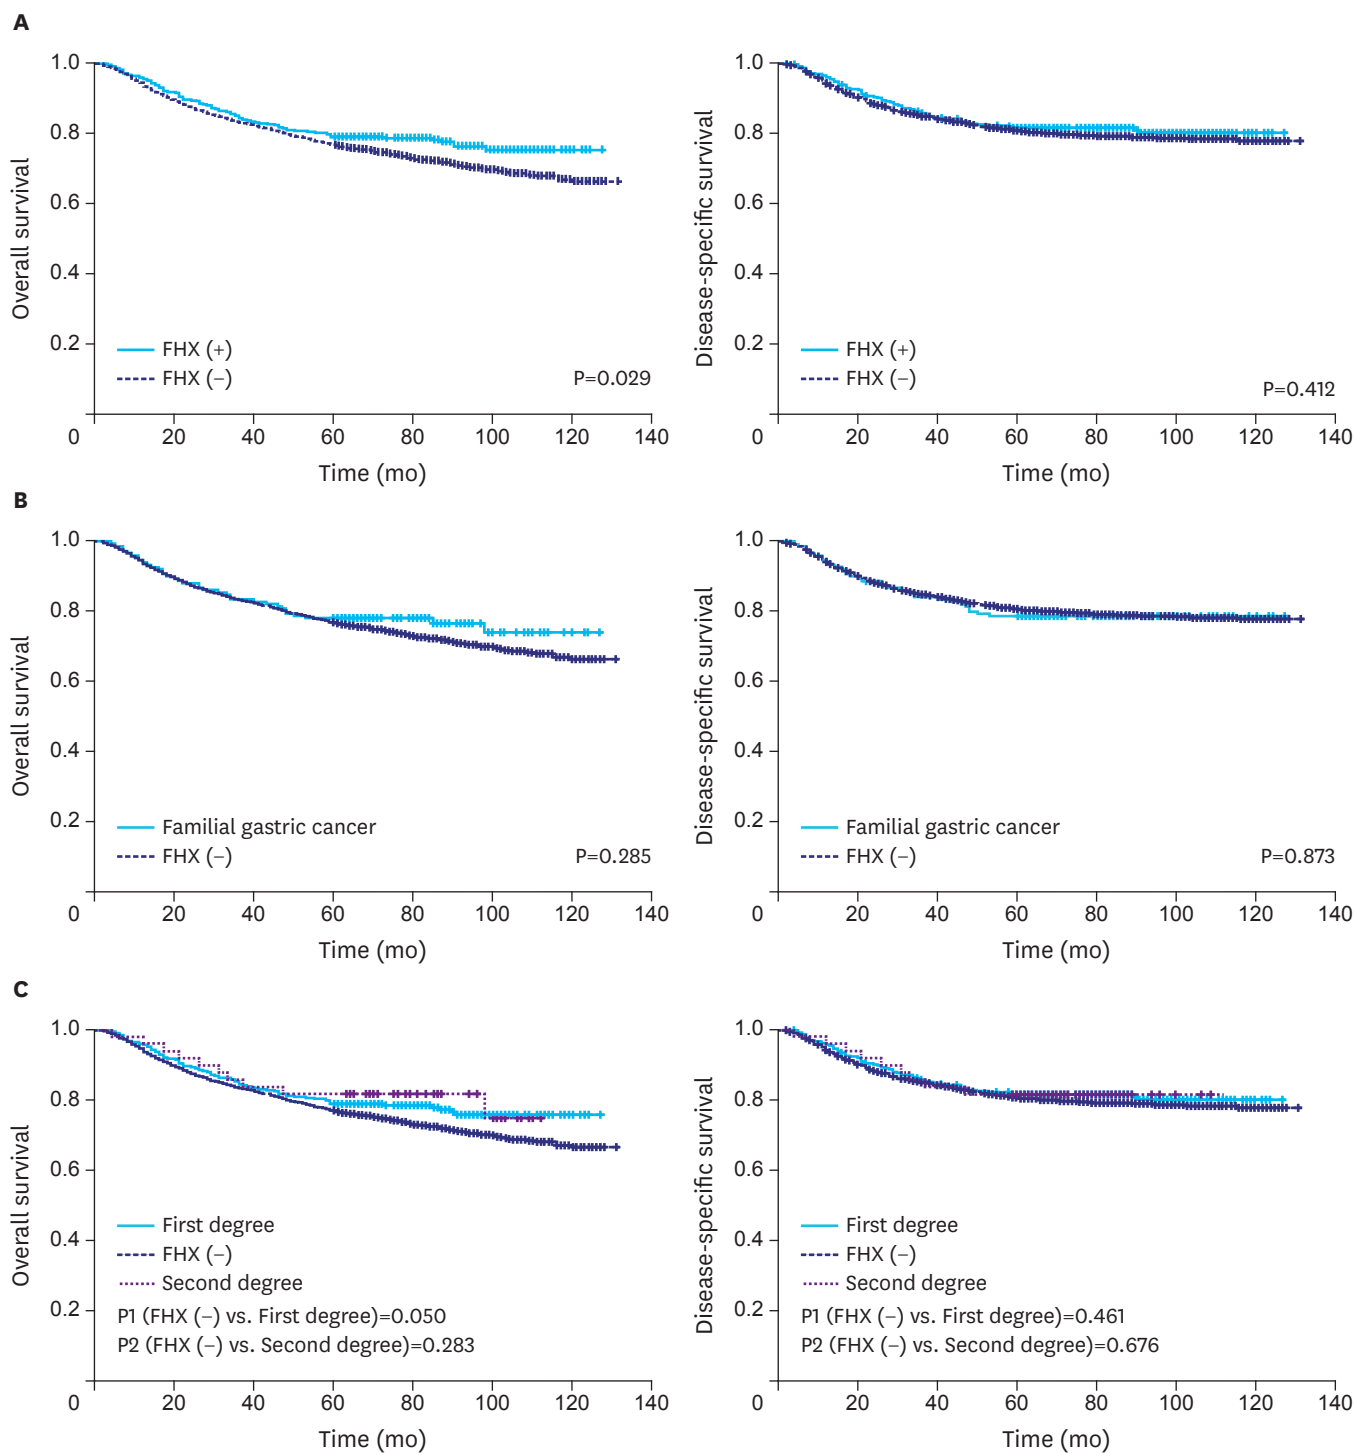 A
1.0
0.8
0.6
0.4
0.2
0
20
40
60
80
100
120
140
Overall survival
Time (mo)
FHX (+)
FHX (−)
P=0.029
1.0
0.8
0.6
0.4
0.2
0
20
40
60
80
100
120
140
Disease-specific survival
Time (mo)
FHX (+)
FHX (−)
P=0.412
B
1.0
0.8
0.6
0.4
0.2
0
20
40
60
80
100
120
140
Overall survival
Time (mo)
Familial gastric cancer
FHX (−)
P=0.285
1.0
0.8
0.6
0.4
0.2
0
20
40
60
80
100
120
140
Disease-specific survival
Time (mo)
Familial gastric cancer
FHX (−)
P=0.873
C
1.0
0.8
0.6
0.4
0.2
0
20
40
60
80
100
120
140
Overall survival
Time (mo)
First degree
FHX (−)
Second degree
P1 (FHX (−) vs. First degree)=0.050
P2 (FHX (−) vs. Second degree)=0.283
1.0
0.8
0.6
0.4
0.2
0
20
40
60
80
100
120
140
Disease-specific survival
Time (mo)
First degree
FHX (−)
Second degree
P1 (FHX (−) vs. First degree)=0.461
P2 (FHX (−) vs. Second degree)=0.676